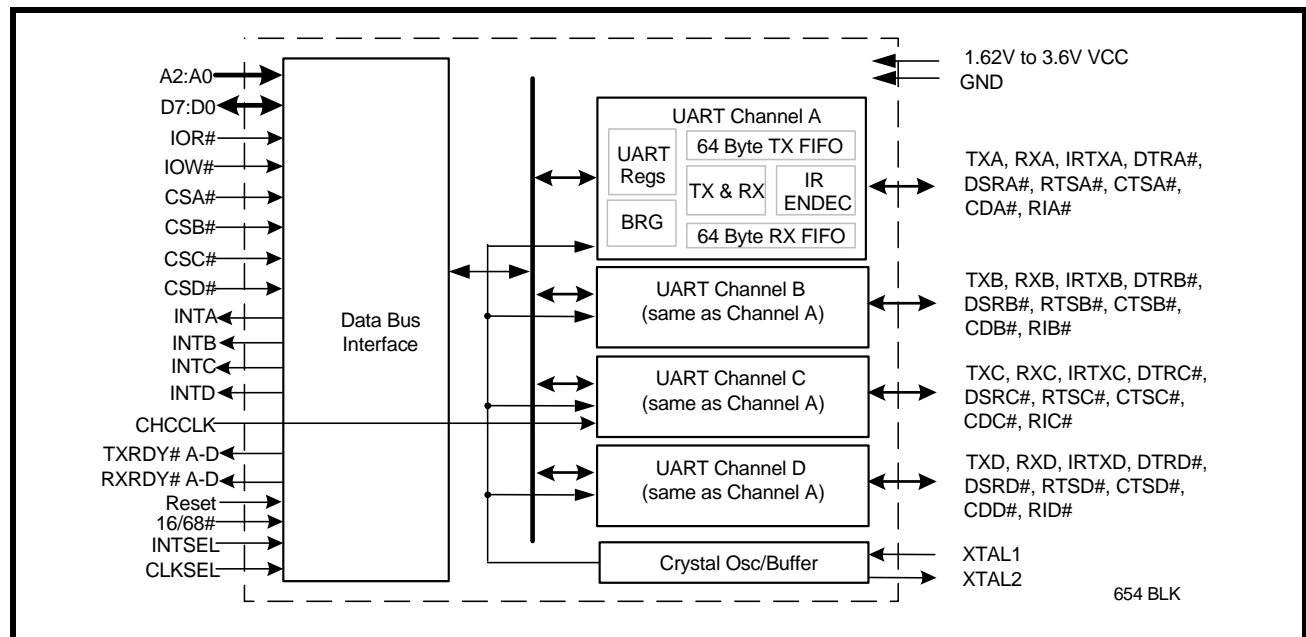 A2:A0
D7:D0
IOR#
IOW#
CSA#
CSB#
CSC#
CSD#
INTA
INTB
INTC
INTD
CHCCLK
TXRDY# A-D
RXRDY# A-D
Reset
16/68#
INTSEL
CLKSEL
Data Bus
Interface
UART Channel A
UART
Regs
BRG
64 Byte TX FIFO
TX & RX
IR
ENDEC
64 Byte RX FIFO
UART Channel B
(same as Channel A)
UART Channel C
(same as Channel A)
UART Channel D
(same as Channel A)
Crystal Osc/Buffer
1.62V to 3.6V VCC
GND
TXA, RXA, IRTXA, DTRA#,
DSRA#, RTSA#, CTSA#,
CDA#, RIA#
TXB, RXB, IRTXB, DTRB#,
DSRB#, RTSB#, CTSB#,
CDB#, RIB#
TXC, RXC, IRTXC, DTRC#,
DSRC#, RTSC#, CTSC#,
CDC#, RIC#
TXD, RXD, IRTXD, DTRD#,
DSRD#, RTSD#, CTSD#,
CDD#, RID#
XTAL1
XTAL2
654 BLK